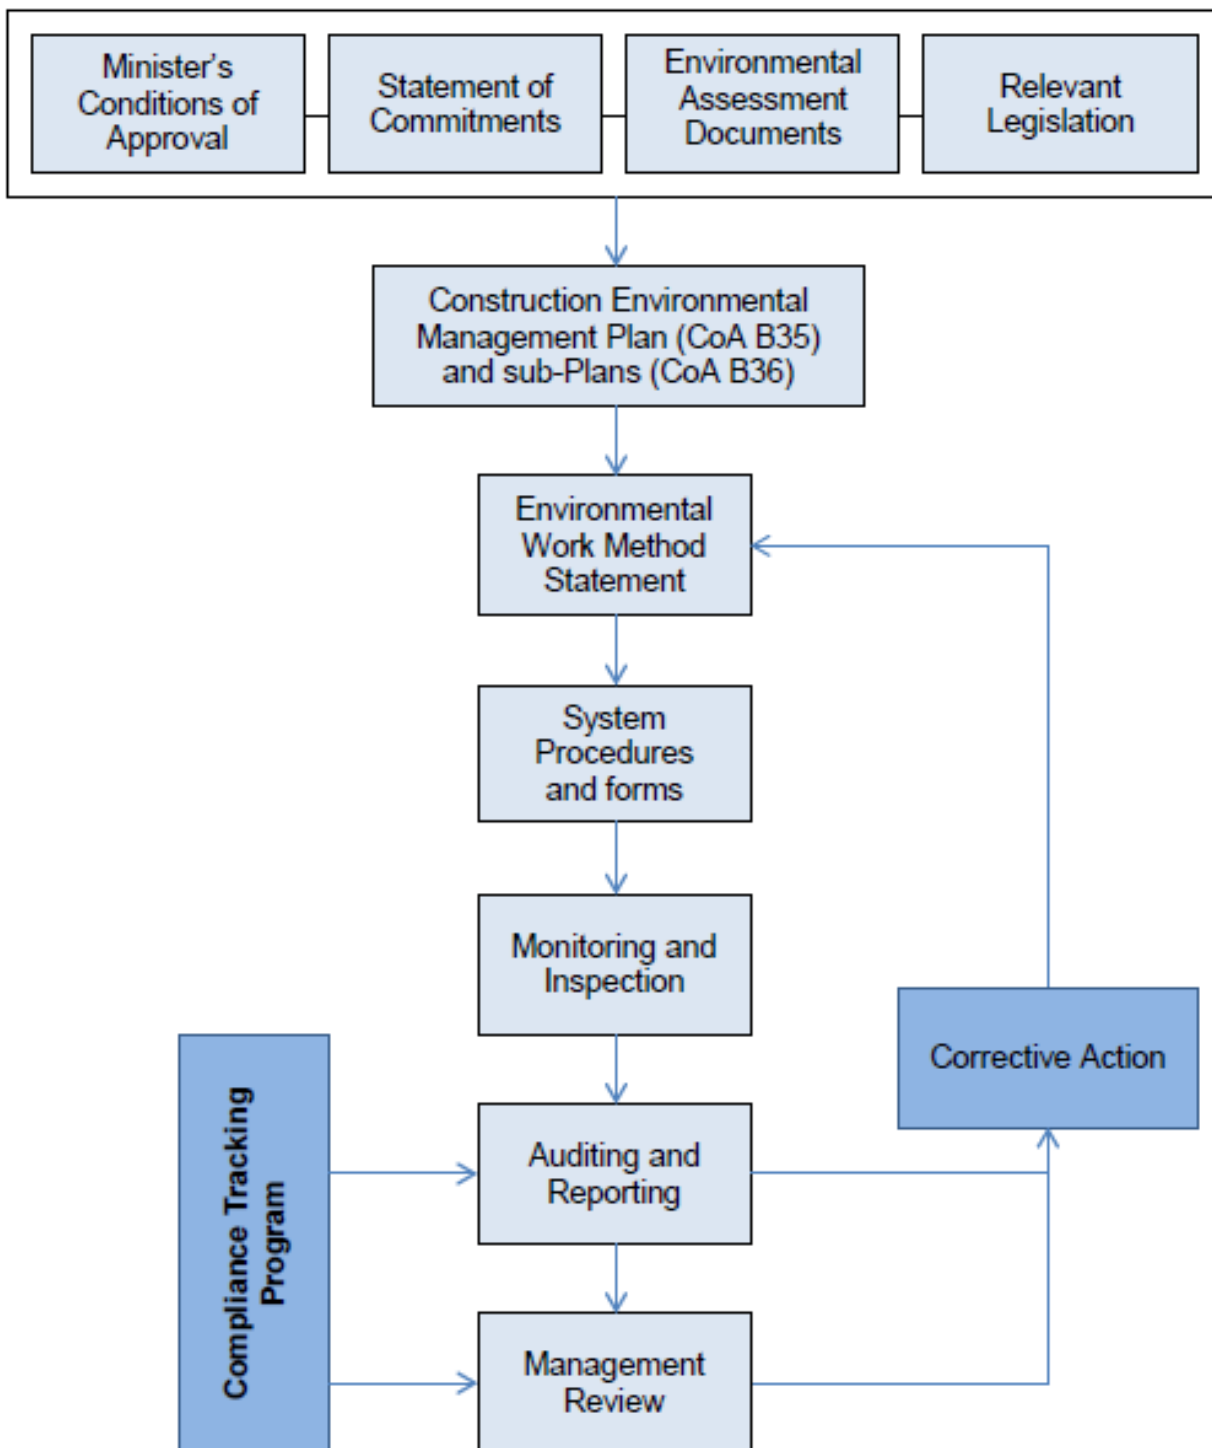 Minister's
Conditions of
Approval
Statement of
Commitments
Environmental
Assessment
Documents
Relevant
Legislation
Construction Environmental
Management Plan (CoA B35)
and sub-Plans (CoA B36)
Environmental
Work Method
Statement
System
Procedures
and forms
Monitoring and
Inspection
Corrective Action
Compliance Tracking
Program
Auditing and
Reporting
Management
Review